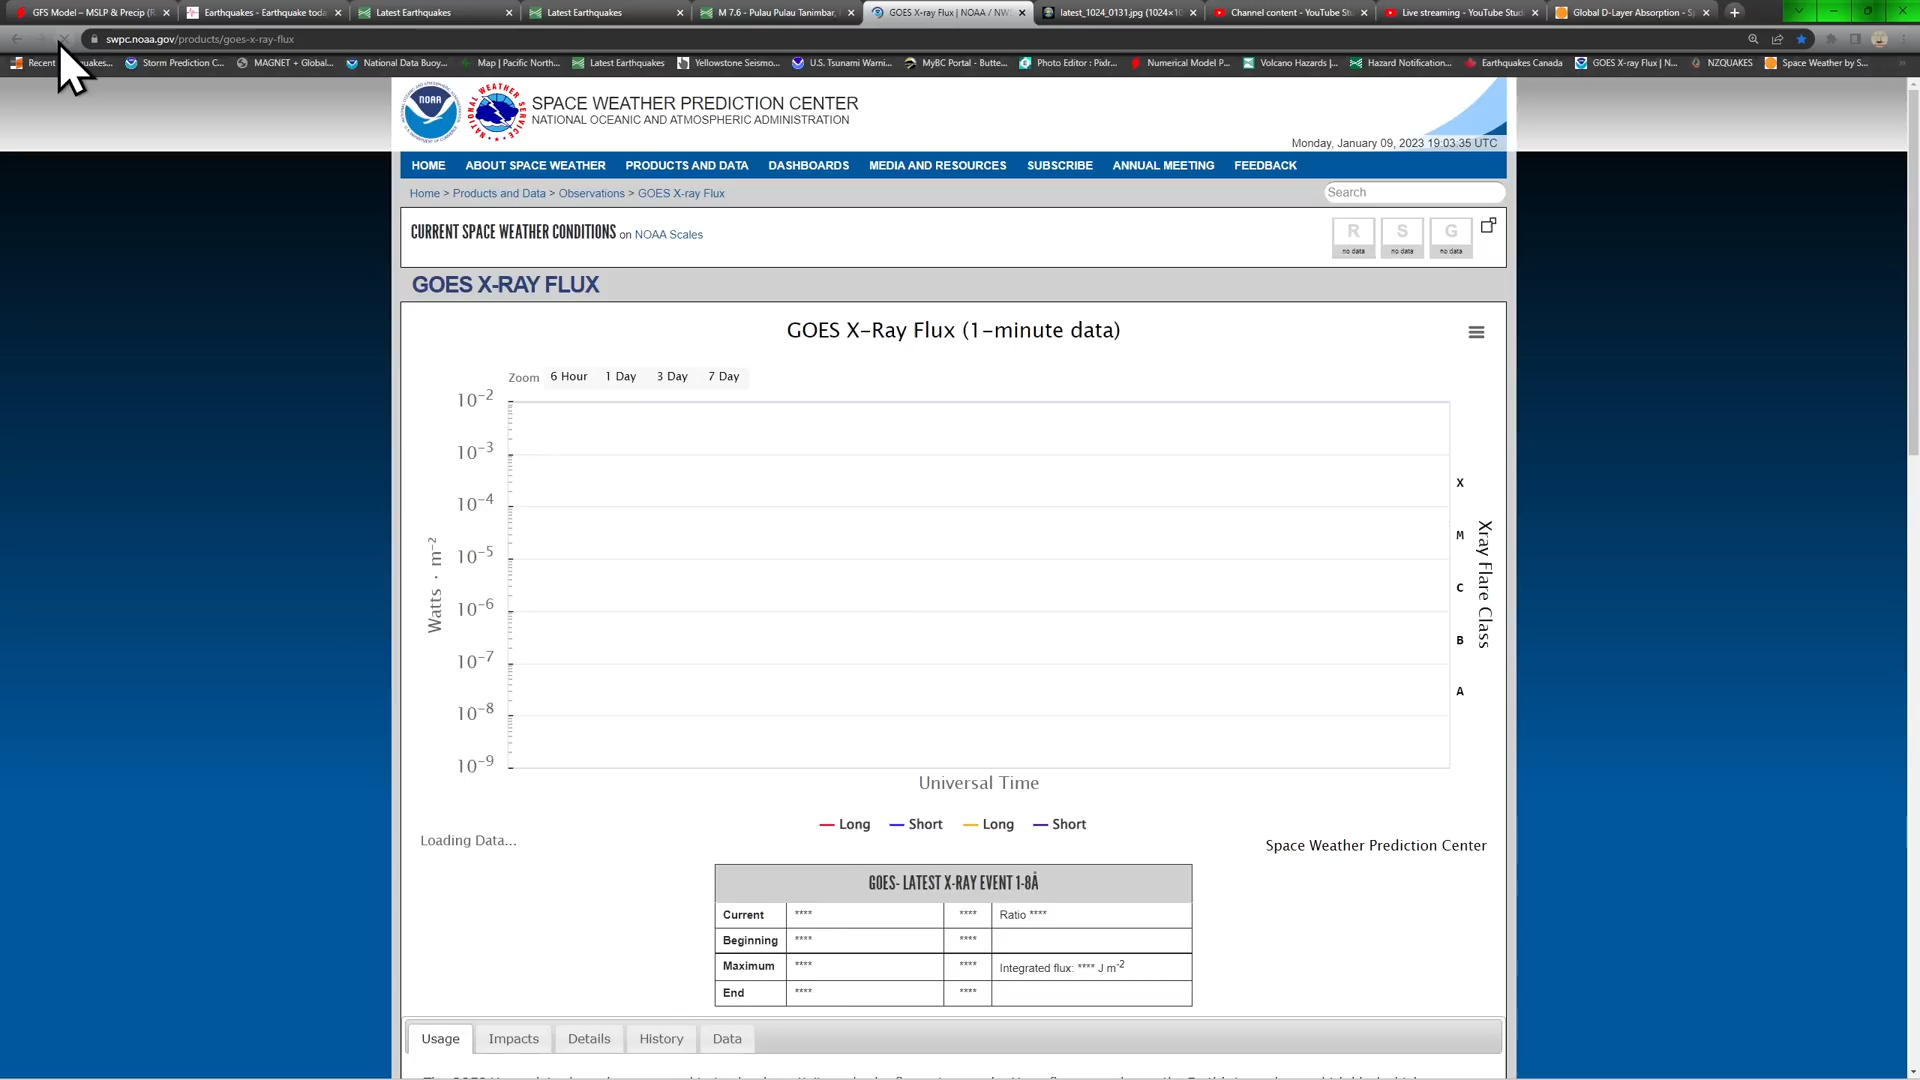 GFS Model – MSLP & Precip (R
Earthquakes - Earthquake toda
Latest Earthquakes
Latest Earthquakes
M 7.6 - Pulau Pulau Tanimbar,
GOES X-ray Flux | NOAA / NW
latest_1024_0131.jpg (1024×10
Channel content - YouTube Stu
Live streaming - YouTube Studi
Global D-Layer Absorption - Sp
swpc.noaa.gov/products/goes-x-ray-flux
Recent
Storm Prediction C...
MAGNET + Global...
National Data Buoy...
Map | Pacific North...
Latest Earthquakes
Yellowstone Seismo...
U.S. Tsunami Warni...
MyBC Portal - Butte...
Photo Editor : Pixlr...
Numerical Model P...
Volcano Hazards |...
Hazard Notification...
Earthquakes Canada
GOES X-ray Flux | N...
NZQUAKES
Space Weather by S...
SPACE WEATHER PREDICTION CENTER
NATIONAL OCEANIC AND ATMOSPHERIC ADMINISTRATION
Monday, January 09, 2023 19:03:35 UTC
HOME ABOUT SPACE WEATHER PRODUCTS AND DATA DASHBOARDS MEDIA AND RESOURCES SUBSCRIBE ANNUAL MEETING FEEDBACK
Home > Products and Data > Observations > GOES X-ray Flux
Search
CURRENT SPACE WEATHER CONDITIONS on NOAA Scales
R S G
no data no data no data
GOES X-RAY FLUX
GOES X-Ray Flux (1-minute data)
Zoom 6 Hour 1 Day 3 Day 7 Day
10⁻²
10⁻³
10⁻⁴
10⁻⁵
10⁻⁶
10⁻⁷
10⁻⁸
10⁻⁹
Watts · m⁻²
X
M
C
B
A
Xray Flare Class
Universal Time
Long Short Long Short
Loading Data...
Space Weather Prediction Center
GOES- LATEST X-RAY EVENT 1-8Å
Current **** **** Ratio ****
Beginning **** ****
Maximum **** **** Integrated flux: **** J m⁻²
End **** ****
Usage Impacts Details History Data